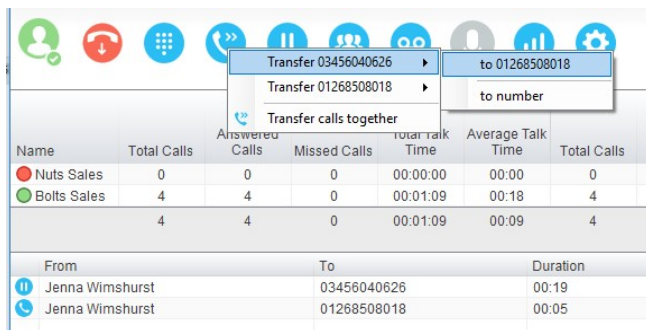 Transfer 03456040626
to 01268508018
Transfer 01268508018
to number
Transfer calls together
Name Total Calls Answered Calls Missed Calls Total Talk Time Average Talk Time Total Calls
Nuts Sales 0 0 0 00:00:00 00:00 0
Bolts Sales 4 4 0 00:01:09 00:18 4
4 4 0 00:01:09 00:09 4
From To Duration
Jenna Wimshurst 03456040626 00:19
Jenna Wimshurst 01268508018 00:05